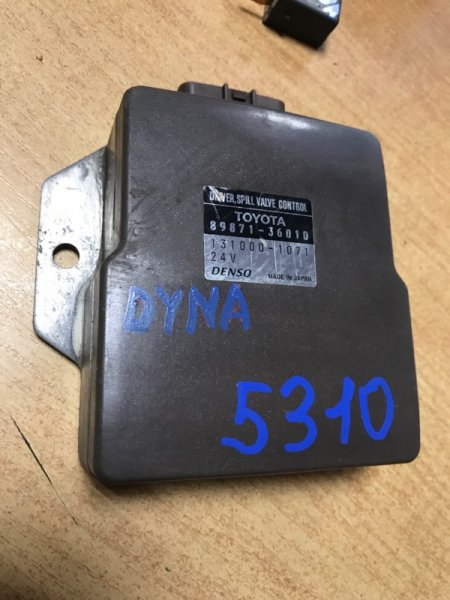 DRIVER, SPILL VALVE CONTROL
TOYOTA
89871-36010
131000-1071
24V
DENSO MADE IN JAPAN
DYNA
5310